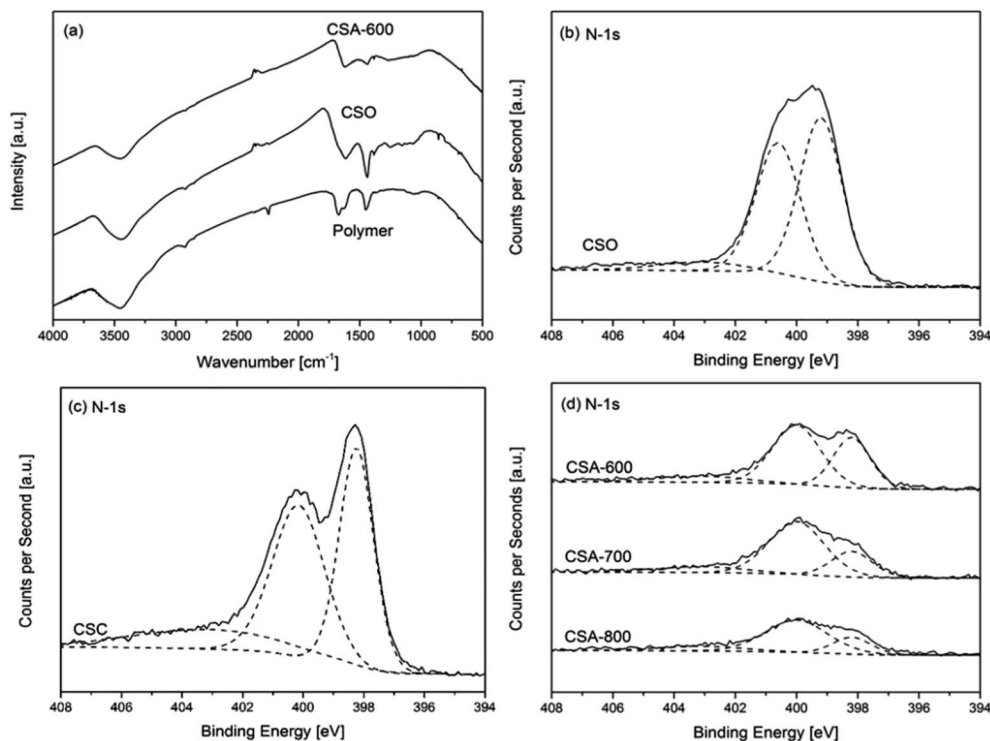 (a)
CSA-600
CSO
Polymer
Intensity [a.u.]
4000 3500 3000 2500 2000 1500 1000 500
Wavenumber [cm-1]
(b) N-1s
CSO
Counts per Second [a.u.]
408 406 404 402 400 398 396 394
Binding Energy [eV]
(c) N-1s
CSC
Counts per Second [a.u.]
408 406 404 402 400 398 396 394
Binding Energy [eV]
(d) N-1s
CSA-600
CSA-700
CSA-800
Counts per Seconds [a.u.]
408 406 404 402 400 398 396 394
Binding Energy [eV]